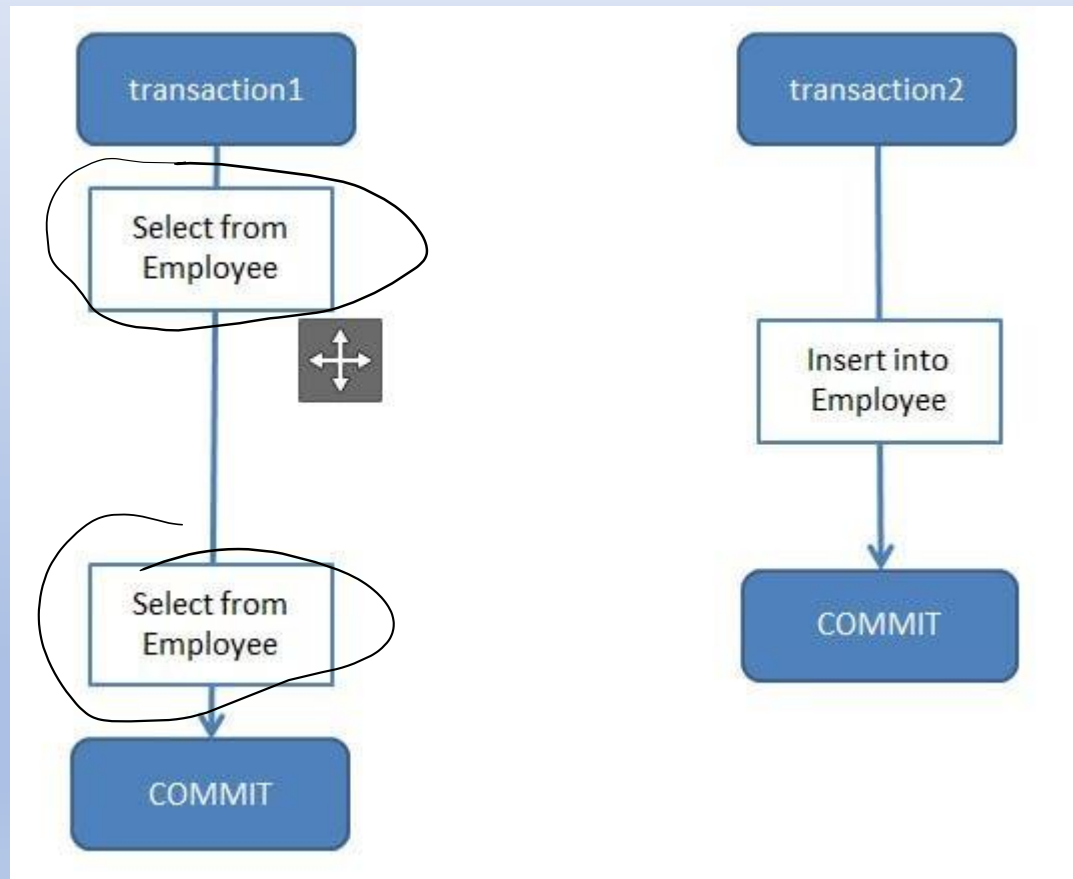 transaction1
transaction2
Select from
Employee
Insert into
Employee
Select from
Employee
COMMIT
COMMIT